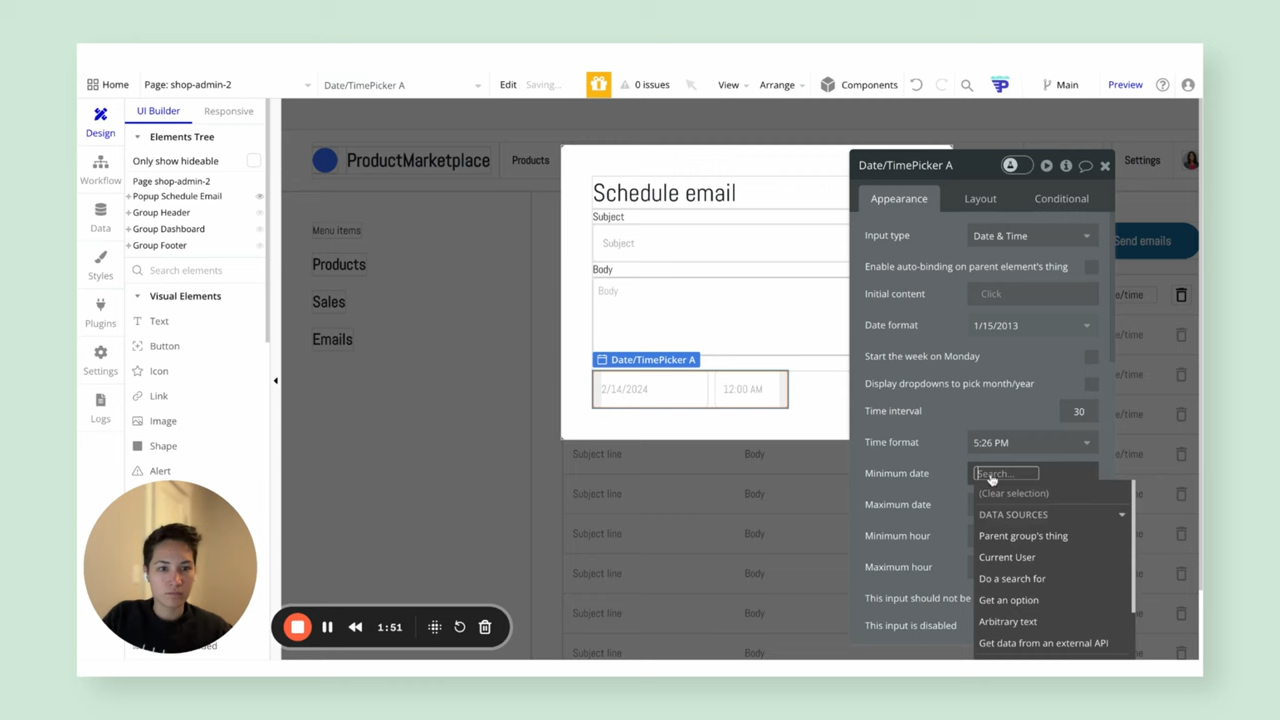 Home
Page: shop-admin-2
Date/TimePicker A
Edit
Saving...
0 issues
View
Arrange
Components
Main
Preview
Design
Workflow
Data
Styles
Plugins
Settings
Logs
UI Builder
Responsive
Elements Tree
Only show hideable
Page shop-admin-2
Popup Schedule Email
Group Header
Group Dashboard
Group Footer
Search elements
Visual Elements
Text
Button
Icon
Link
Image
Shape
Alert
ProductMarketplace
Products
Settings
Menu items
Products
Sales
Emails
Send emails
Schedule email
Subject
Subject
Body
Body
Date/TimePicker A
2/14/2024
12:00 AM
Subject line
Body
Subject line
Body
Subject line
Body
Subject line
Body
Subject line
Body
Subject line
Body
Date/TimePicker A
Appearance
Layout
Conditional
Input type
Date & Time
Enable auto-binding on parent element's thing
Initial content
Click
Date format
1/15/2013
Start the week on Monday
Display dropdowns to pick month/year
Time interval
30
Time format
5:26 PM
Minimum date
Search...
Maximum date
Minimum hour
Maximum hour
This input should not be
This input is disabled
(Clear selection)
DATA SOURCES
Parent group's thing
Current User
Do a search for
Get an option
Arbitrary text
Get data from an external API
1:51